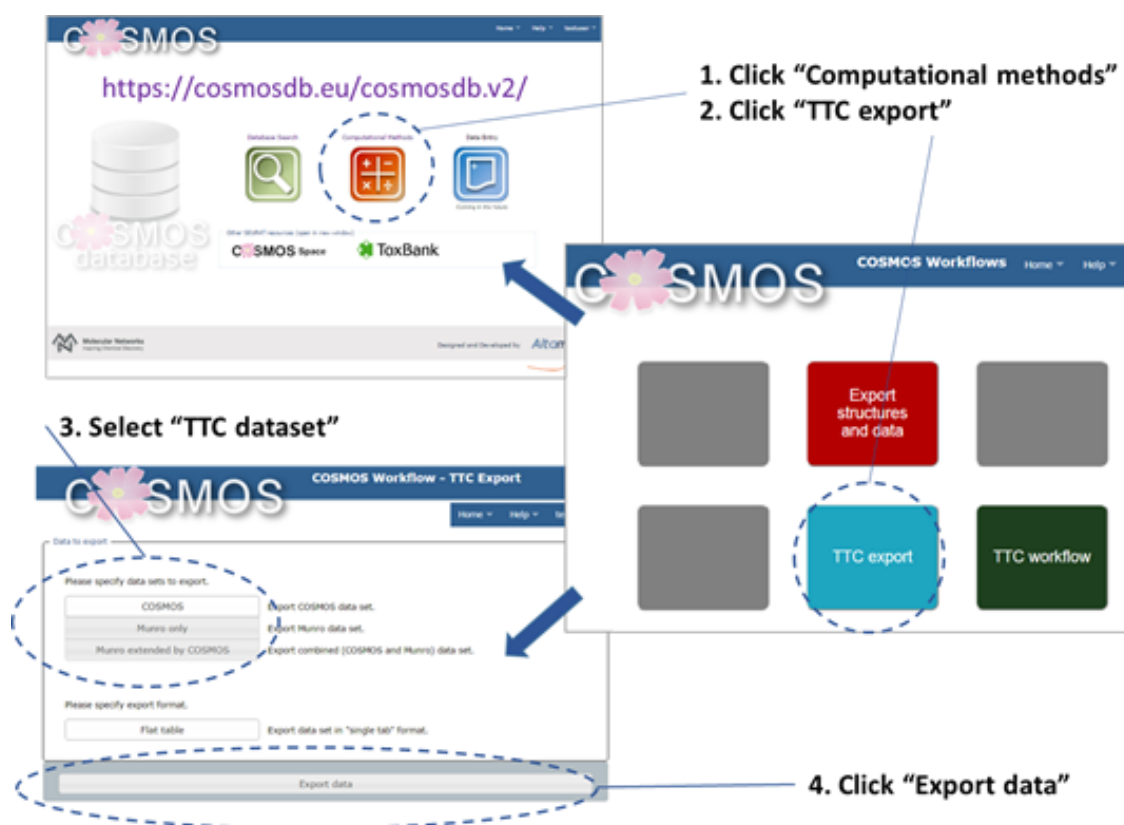 COSMOS
Home
Help
testuser
https://cosmosdb.eu/cosmosdb.v2/
Database Search
Computational Methods
Data Entry
Coming in the future
COSMOS
database
Other SEURAT resources (open in new window)
COSMOS Space
ToxBank
Molecular Networks
Inspiring Chemical Discovery
Designed and Developed by
1. Click “Computational methods”
2. Click “TTC export”
COSMOS
COSMOS Workflows
Home
Help
Export
structures
and data
TTC export
TTC workflow
3. Select “TTC dataset”
COSMOS
COSMOS Workflow - TTC Export
Home
Help
Data to export
Please specify data sets to export.
COSMOS Export COSMOS data set.
Munro only Export Munro data set.
Munro extended by COSMOS Export combined (COSMOS and Munro) data set.
Please specify export format.
Flat table Export data set in "single tab" format.
Export data
4. Click “Export data”